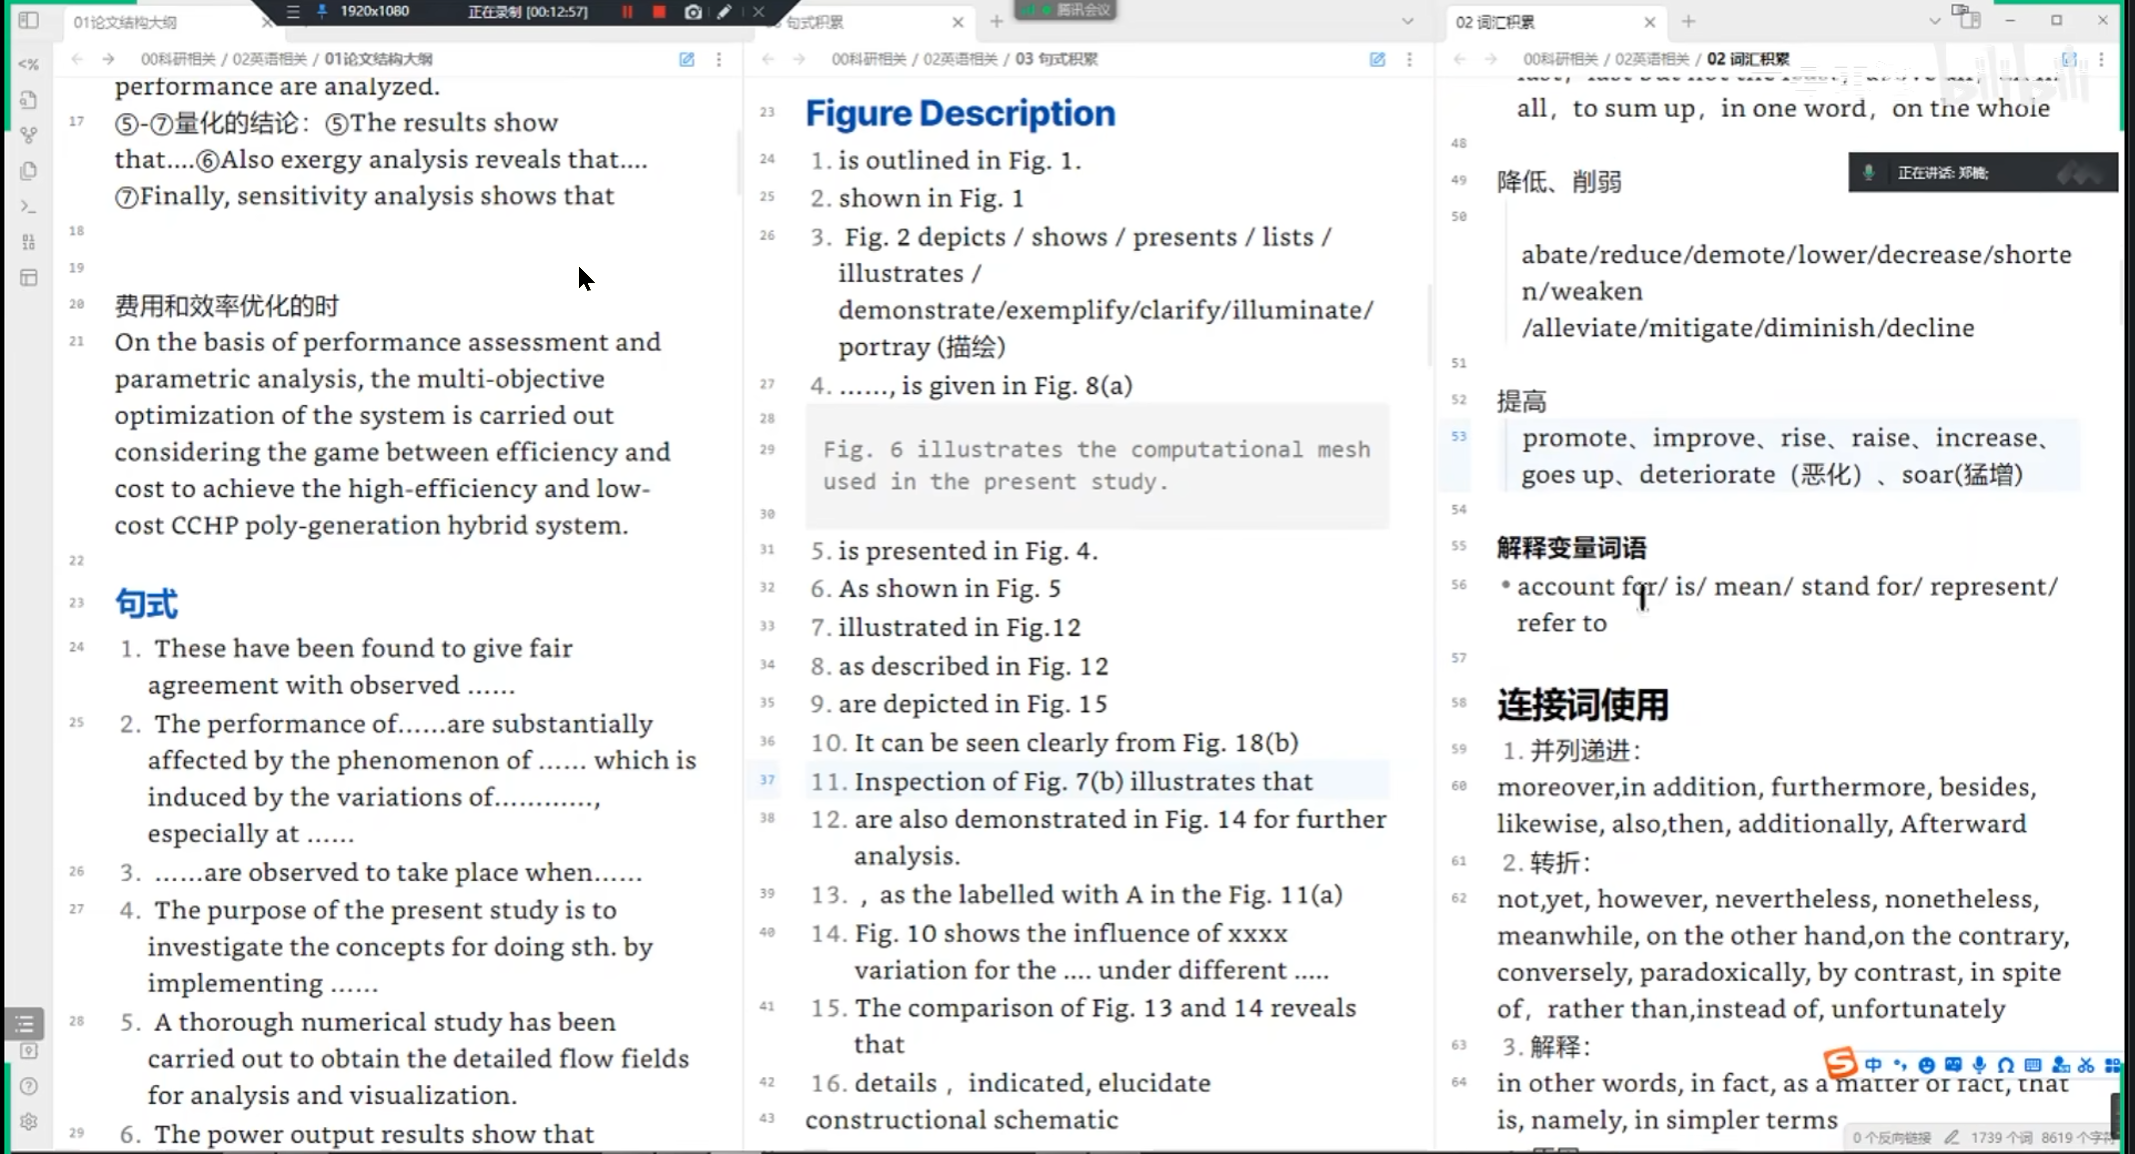 01论文结构大纲
1920x1080
正在录制 [00:12:57]
句式积累
腾讯会议
02 词汇积累
00科研相关 / 02英语相关 / 01论文结构大纲
performance are analyzed.
17
⑤-⑦量化的结论：⑤The results show
that....⑥Also exergy analysis reveals that....
⑦Finally, sensitivity analysis shows that
18
19
20
费用和效率优化的时
21
On the basis of performance assessment and
parametric analysis, the multi-objective
optimization of the system is carried out
considering the game between efficiency and
cost to achieve the high-efficiency and low-
cost CCHP poly-generation hybrid system.
22
23
句式
24
1. These have been found to give fair
agreement with observed ......
25
2. The performance of......are substantially
affected by the phenomenon of ...... which is
induced by the variations of............,
especially at ......
26
3. ......are observed to take place when......
27
4. The purpose of the present study is to
investigate the concepts for doing sth. by
implementing ......
28
5. A thorough numerical study has been
carried out to obtain the detailed flow fields
for analysis and visualization.
29
6. The power output results show that
00科研相关 / 02英语相关 / 03 句式积累
23
Figure Description
24
1. is outlined in Fig. 1.
25
2. shown in Fig. 1
26
3. Fig. 2 depicts / shows / presents / lists /
illustrates /
demonstrate/exemplify/clarify/illuminate/
portray (描绘)
27
4. ......, is given in Fig. 8(a)
28
29
Fig. 6 illustrates the computational mesh
used in the present study.
30
31
5. is presented in Fig. 4.
32
6. As shown in Fig. 5
33
7. illustrated in Fig.12
34
8. as described in Fig. 12
35
9. are depicted in Fig. 15
36
10. It can be seen clearly from Fig. 18(b)
37
11. Inspection of Fig. 7(b) illustrates that
38
12. are also demonstrated in Fig. 14 for further
analysis.
39
13. ，as the labelled with A in the Fig. 11(a)
40
14. Fig. 10 shows the influence of xxxx
variation for the .... under different .....
41
15. The comparison of Fig. 13 and 14 reveals
that
42
16. details，indicated, elucidate
43
constructional schematic
00科研相关 / 02英语相关 / 02 词汇积累
bilibili
all，to sum up，in one word，on the whole
48
正在讲话: 郑楠;
49
降低、削弱
50
abate/reduce/demote/lower/decrease/shorte
n/weaken
/alleviate/mitigate/diminish/decline
51
52
提高
53
promote、improve、rise、raise、increase、
goes up、deteriorate（恶化）、soar(猛增)
54
55
解释变量词语
56
• account for/ is/ mean/ stand for/ represent/
refer to
57
58
连接词使用
59
1. 并列递进：
60
moreover,in addition, furthermore, besides,
likewise, also,then, additionally, Afterward
61
2. 转折：
62
not,yet, however, nevertheless, nonetheless,
meanwhile, on the other hand,on the contrary,
conversely, paradoxically, by contrast, in spite
of，rather than,instead of, unfortunately
63
3. 解释：
中
64
in other words, in fact, as a matter of fact, that
is, namely, in simpler terms
0 个反向链接
1739 个词 8619 个字符